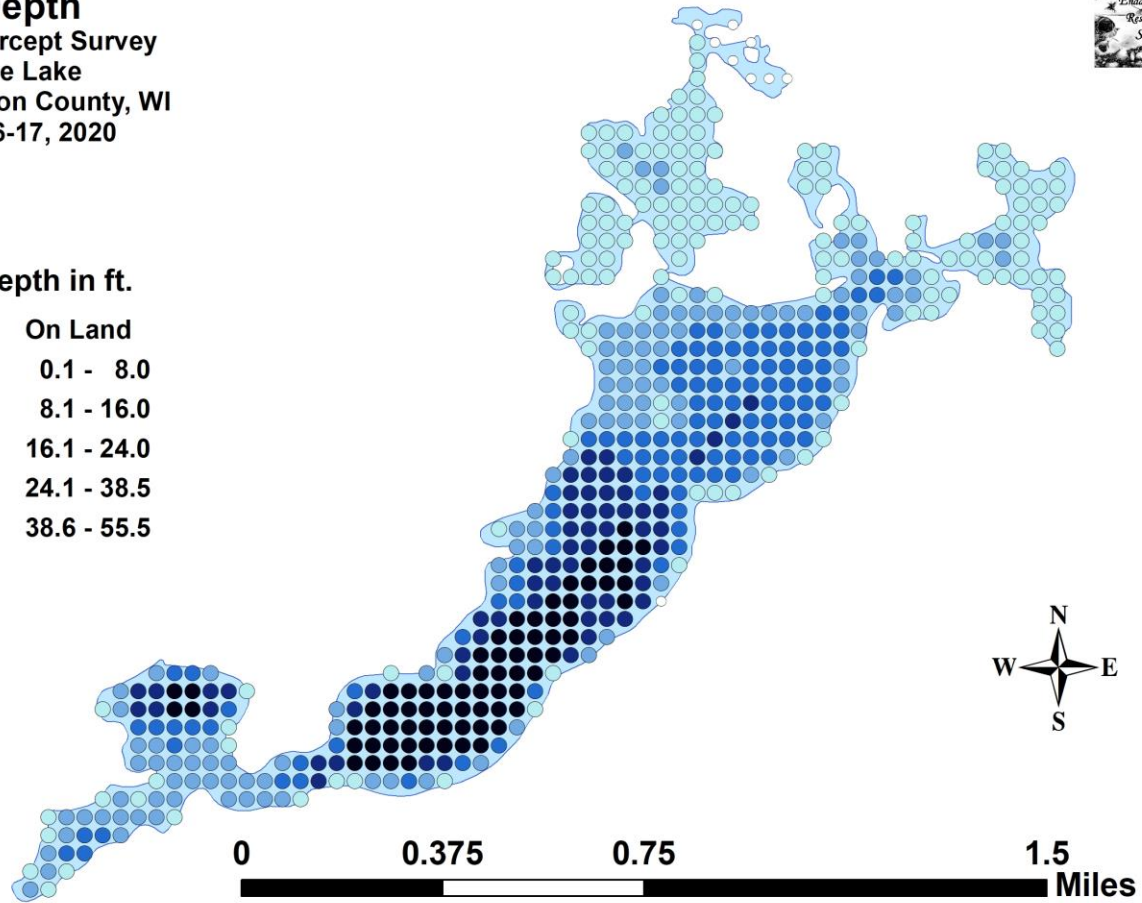 epth
rcept Survey
e Lake
on County, WI
6-17, 2020
epth in ft.
On Land
0.1 - 8.0
8.1 - 16.0
16.1 - 24.0
24.1 - 38.5
38.6 - 55.5
N
W E
S
0 0.375 0.75 1.5
Miles